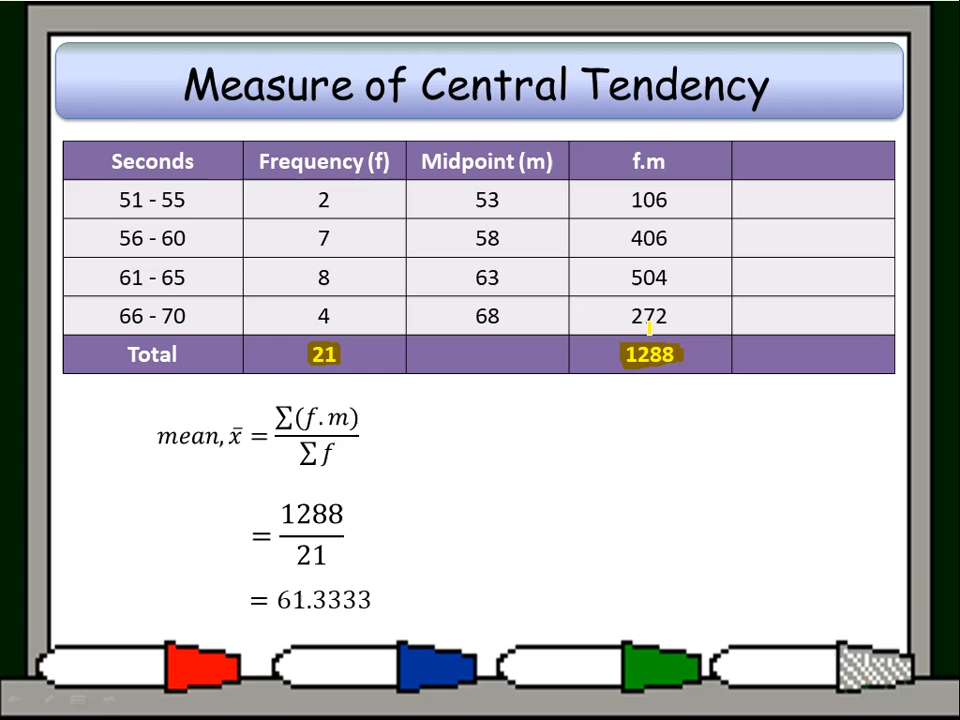 Measure of Central Tendency
Seconds Frequency (f) Midpoint (m) f.m
51 - 55 2 53 106
56 - 60 7 58 406
61 - 65 8 63 504
66 - 70 4 68 272
Total 21 1288
mean, x̄ = ∑(f.m) / ∑f
= 1288 / 21
= 61.3333